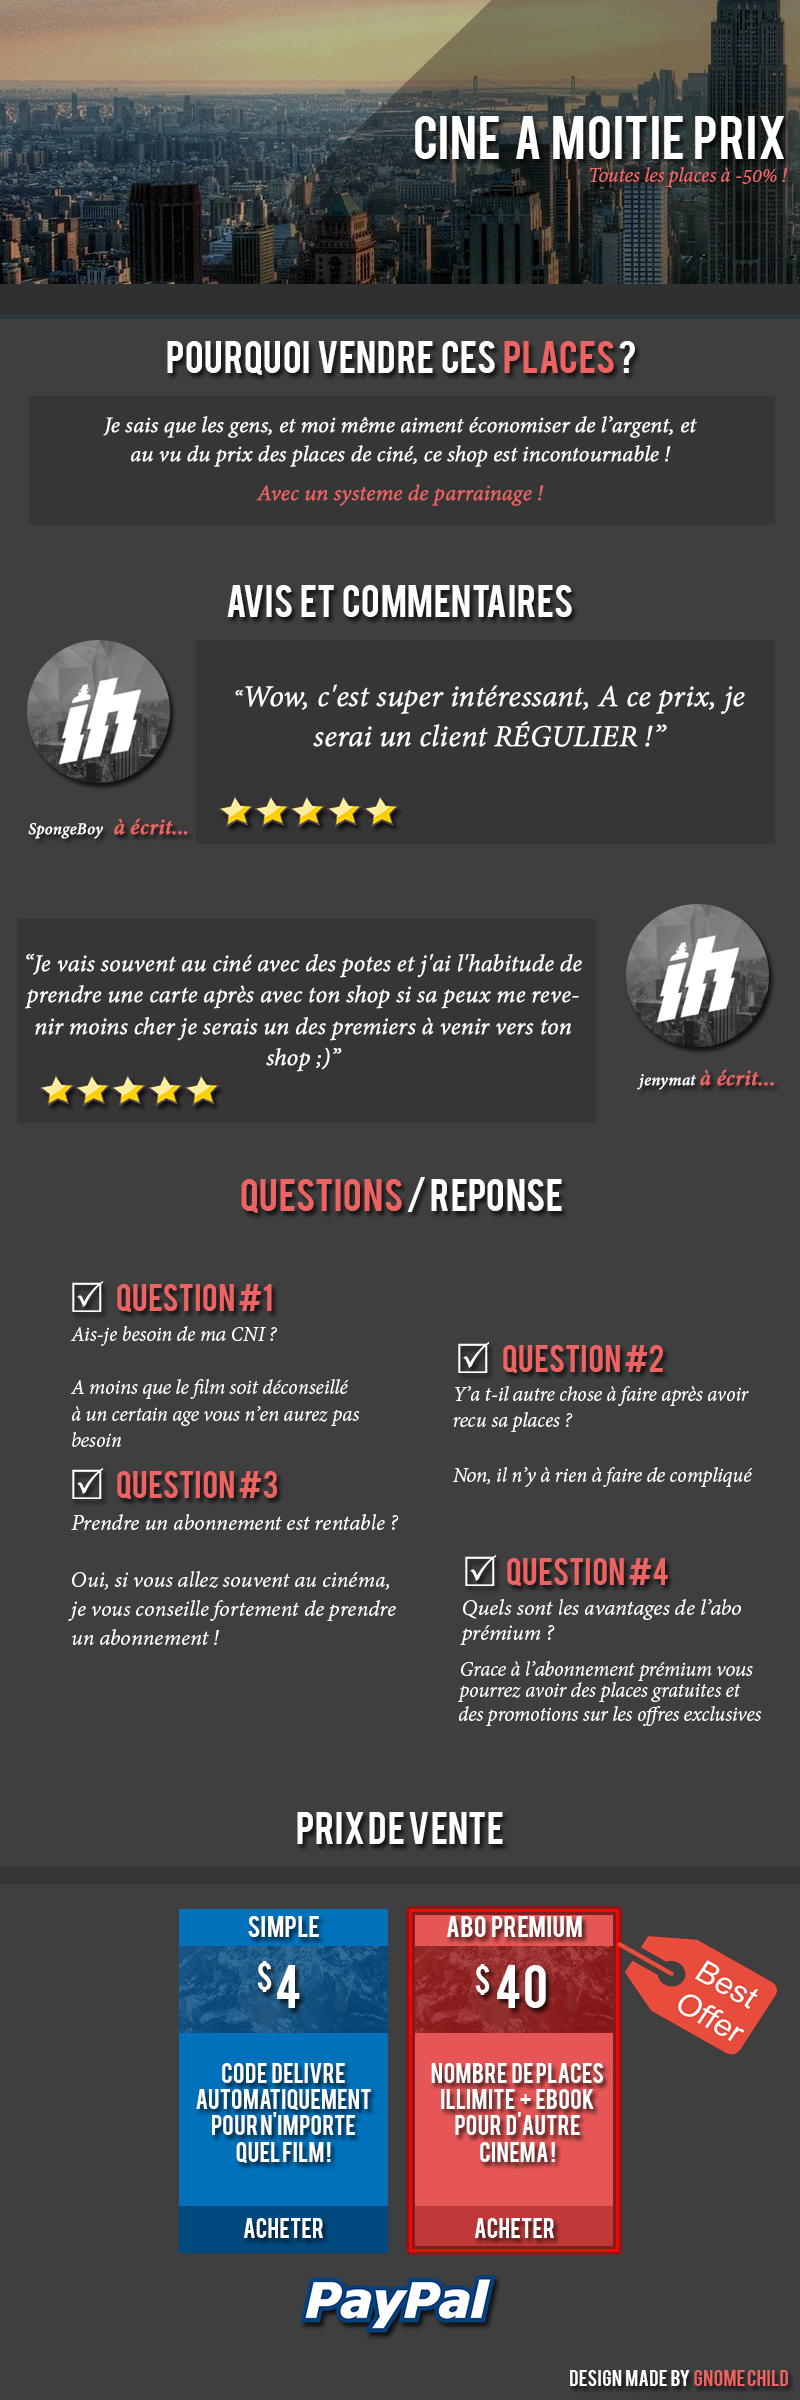 CINE A MOITIE PRIX
Toutes les places à -50% !
POURQUOI VENDRE CES PLACES ?
Je sais que les gens, et moi même aiment économiser de l’argent, et
au vu du prix des places de ciné, ce shop est incontournable !
Avec un systeme de parrainage !
AVIS ET COMMENTAIRES
ih
“Wow, c'est super intéressant, A ce prix, je
serai un client RÉGULIER !”
SpongeBoy à écrit...
“Je vais souvent au ciné avec des potes et j'ai l'habitude de
prendre une carte après avec ton shop si sa peux me reve-
nir moins cher je serais un des premiers à venir vers ton
shop ;)”
ih
jenymat à écrit...
QUESTIONS / REPONSE
QUESTION #1
Ais-je besoin de ma CNI ?
A moins que le film soit déconseillé
à un certain age vous n’en aurez pas
besoin
QUESTION #2
Y’a t-il autre chose à faire après avoir
recu sa places ?
Non, il n’y à rien à faire de compliqué
QUESTION #3
Prendre un abonnement est rentable ?
Oui, si vous allez souvent au cinéma,
je vous conseille fortement de prendre
un abonnement !
QUESTION #4
Quels sont les avantages de l’abo
prémium ?
Grace à l’abonnement prémium vous
pourrez avoir des places gratuites et
des promotions sur les offres exclusives
PRIX DE VENTE
SIMPLE
$4
CODE DELIVRE
AUTOMATIQUEMENT
POUR N'IMPORTE
QUEL FILM !
ACHETER
ABO PREMIUM
$40
NOMBRE DE PLACES
ILLIMITE + EBOOK
POUR D'AUTRE
CINEMA !
ACHETER
Best
Offer
PayPal
DESIGN MADE BY GNOME CHILD